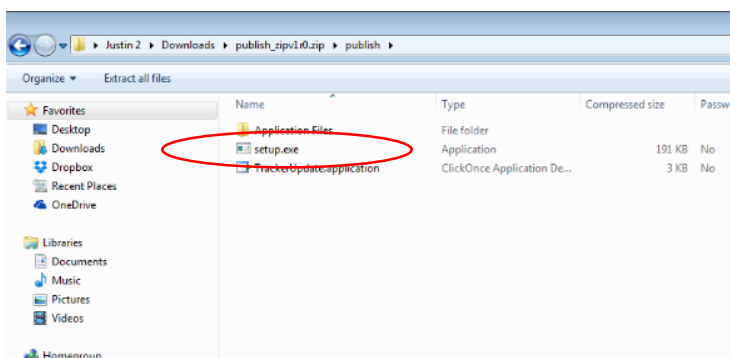 Justin 2 Downloads publish_zipv1r0.zip publish
Organize Extract all files
Favorites
Desktop
Downloads
Dropbox
Recent Places
OneDrive
Libraries
Documents
Music
Pictures
Videos
Homegroup
Name Type Compressed size Passw
Application Files File folder
setup.exe Application 191 KB No
TrackerUpdate.application ClickOnce Application De... 3 KB No